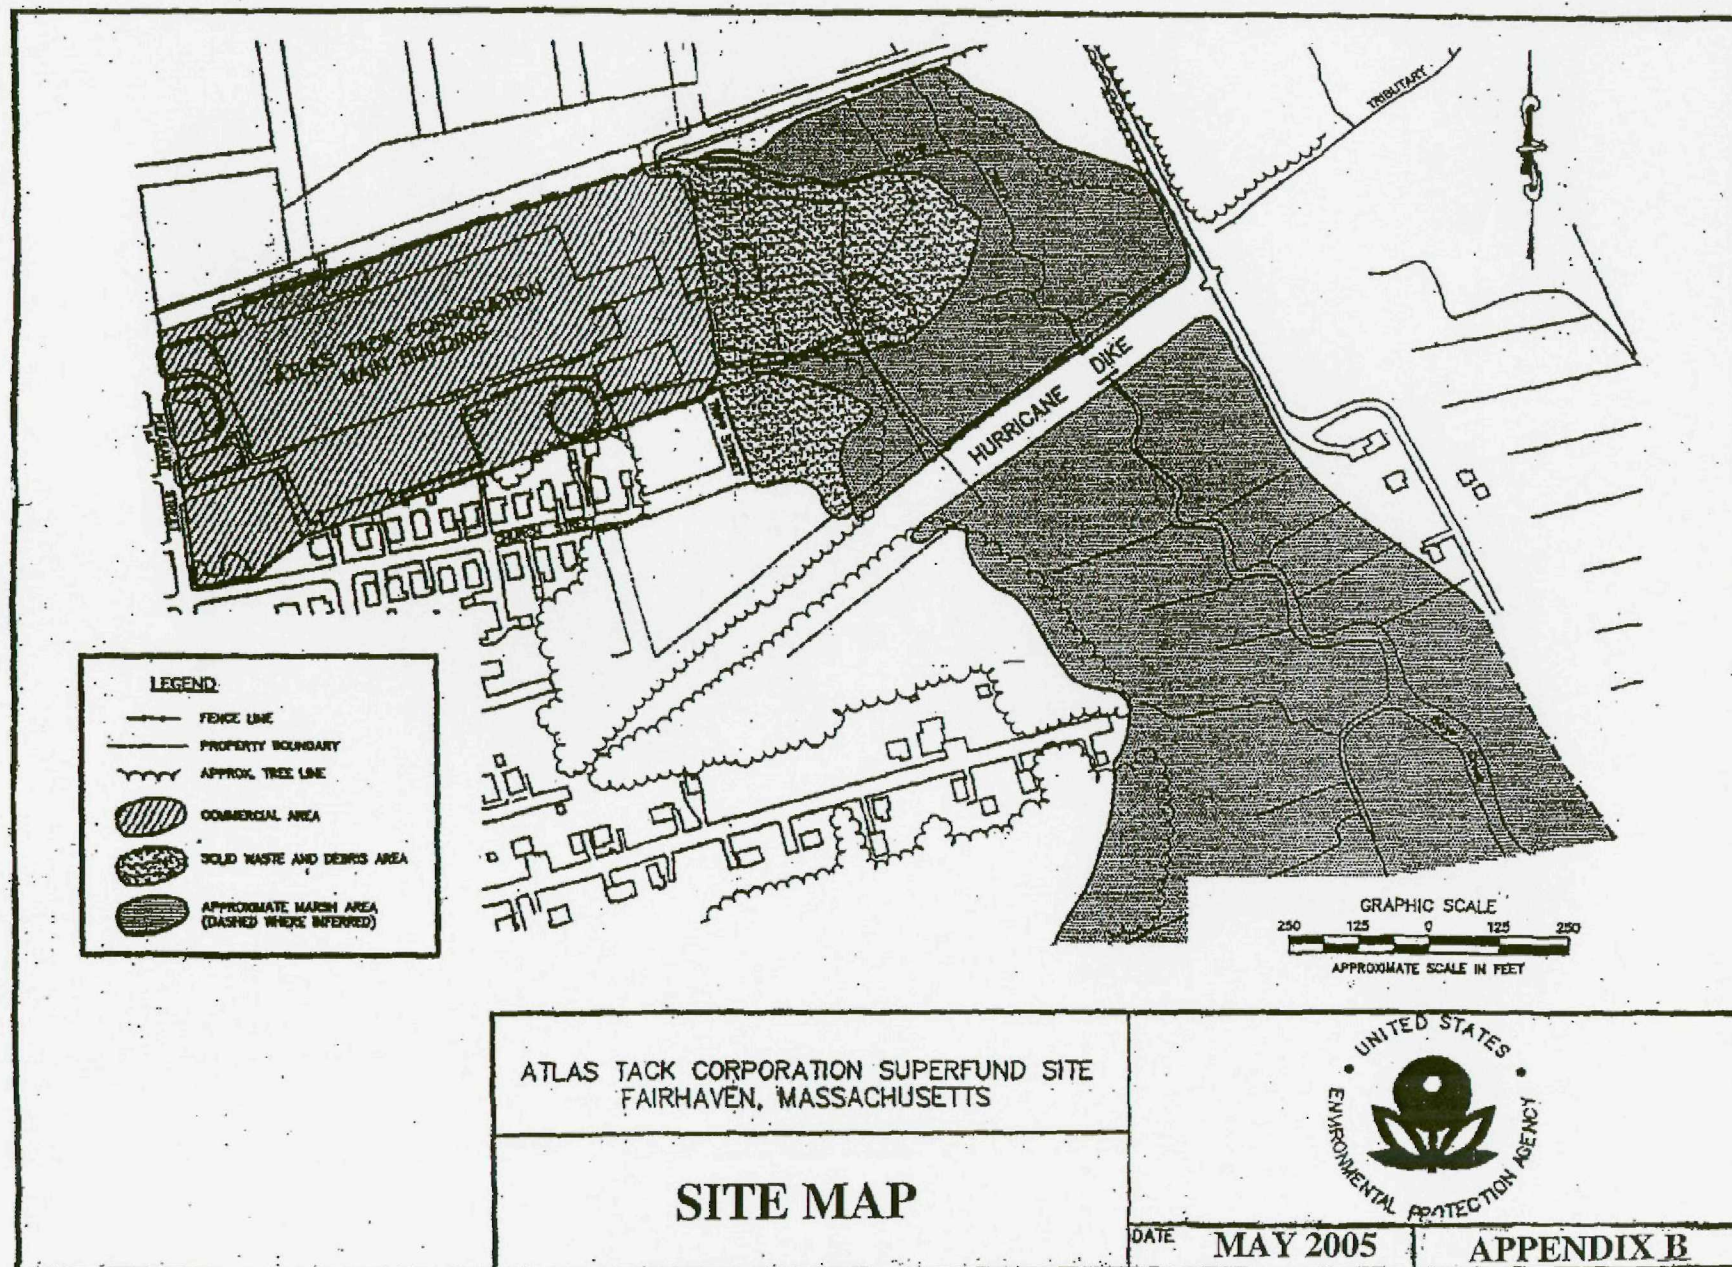 TRIBUTARY
ATLAS TACK CORPORATION
MAIN BUILDING
HURRICANE DIKE
STREET
LEGEND
FENCE LINE
PROPERTY BOUNDARY
APPROX. TREE LINE
COMMERCIAL AREA
SOLID WASTE AND DEBRIS AREA
APPROXIMATE MARSH AREA
(DASHED WHERE INFERRED)
GRAPHIC SCALE
250 125 0 125 250
APPROXIMATE SCALE IN FEET
ATLAS TACK CORPORATION SUPERFUND SITE
FAIRHAVEN, MASSACHUSETTS
SITE MAP
UNITED STATES
ENVIRONMENTAL PROTECTION AGENCY
DATE MAY 2005
APPENDIX B